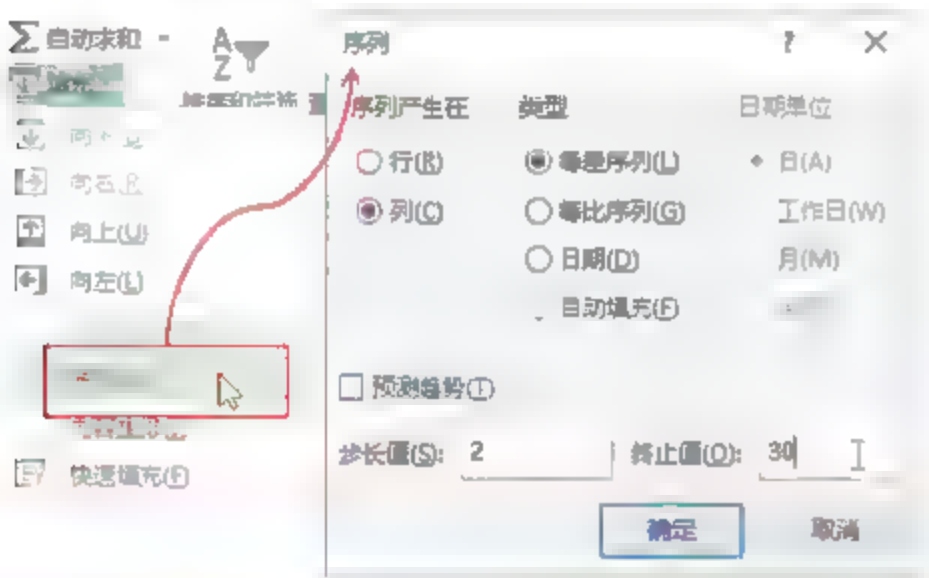 自动求和
向右 R
向上(U)
向左(L)
快速填充(F)
序列
序列产生在
行(R)
列(C)
类型
等差序列(L)
等比序列(G)
日期(D)
自动填充(F)
日期单位
日(A)
工作日(W)
月(M)
预测趋势(T)
步长值(S): 2
终止值(O): 30
确定
取消